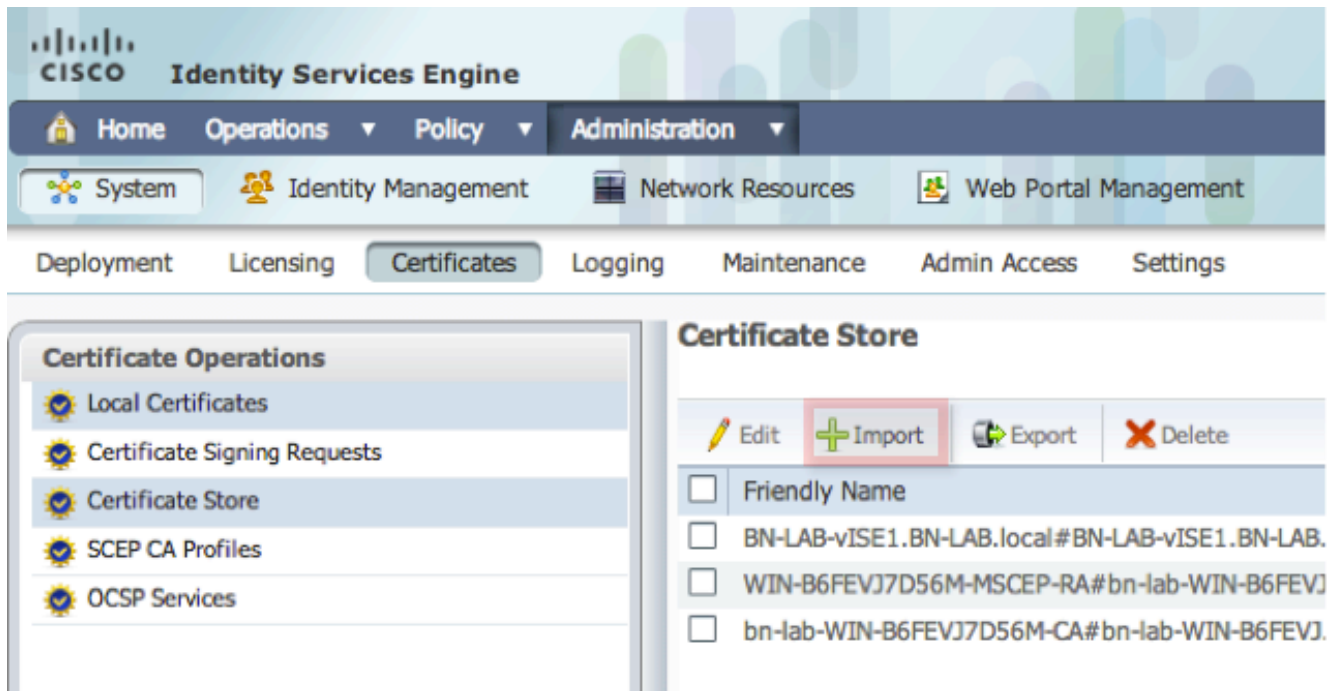 CISCO Identity Services Engine
Home Operations Policy Administration
System Identity Management Network Resources Web Portal Management
Deployment Licensing Certificates Logging Maintenance Admin Access Settings
Certificate Operations
Local Certificates
Certificate Signing Requests
Certificate Store
SCEP CA Profiles
OCSP Services
Certificate Store
Edit Import Export Delete
Friendly Name
BN-LAB-vISE1.BN-LAB.local#BN-LAB-vISE1.BN-LAB.
WIN-B6FEVJ7D56M-MSCEP-RA#bn-lab-WIN-B6FEVJ
bn-lab-WIN-B6FEVJ7D56M-CA#bn-lab-WIN-B6FEVJ.